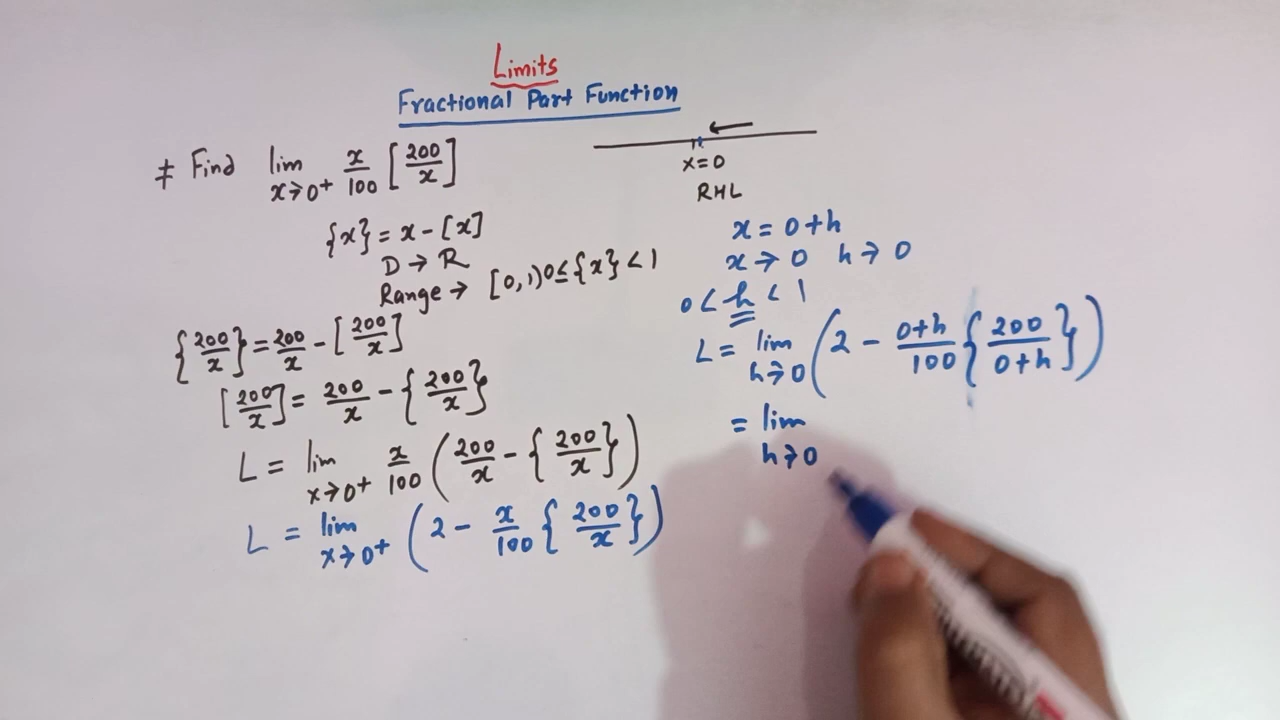 Limits
Fractional Part Function
≠ Find lim x→0+ x/100 [200/x]
{x} = x - [x]
D → R
Range → [0,1) 0≤{x}<1
{200/x} = 200/x - [200/x]
[200/x] = 200/x - {200/x}
L = lim x→0+ x/100 (200/x - {200/x})
L = lim x→0+ (2 - x/100 {200/x})
x=0
RHL
x = 0+h
x → 0 h → 0
0 < h < 1
L = lim h→0 (2 - 0+h/100 {200/0+h})
= lim h→0